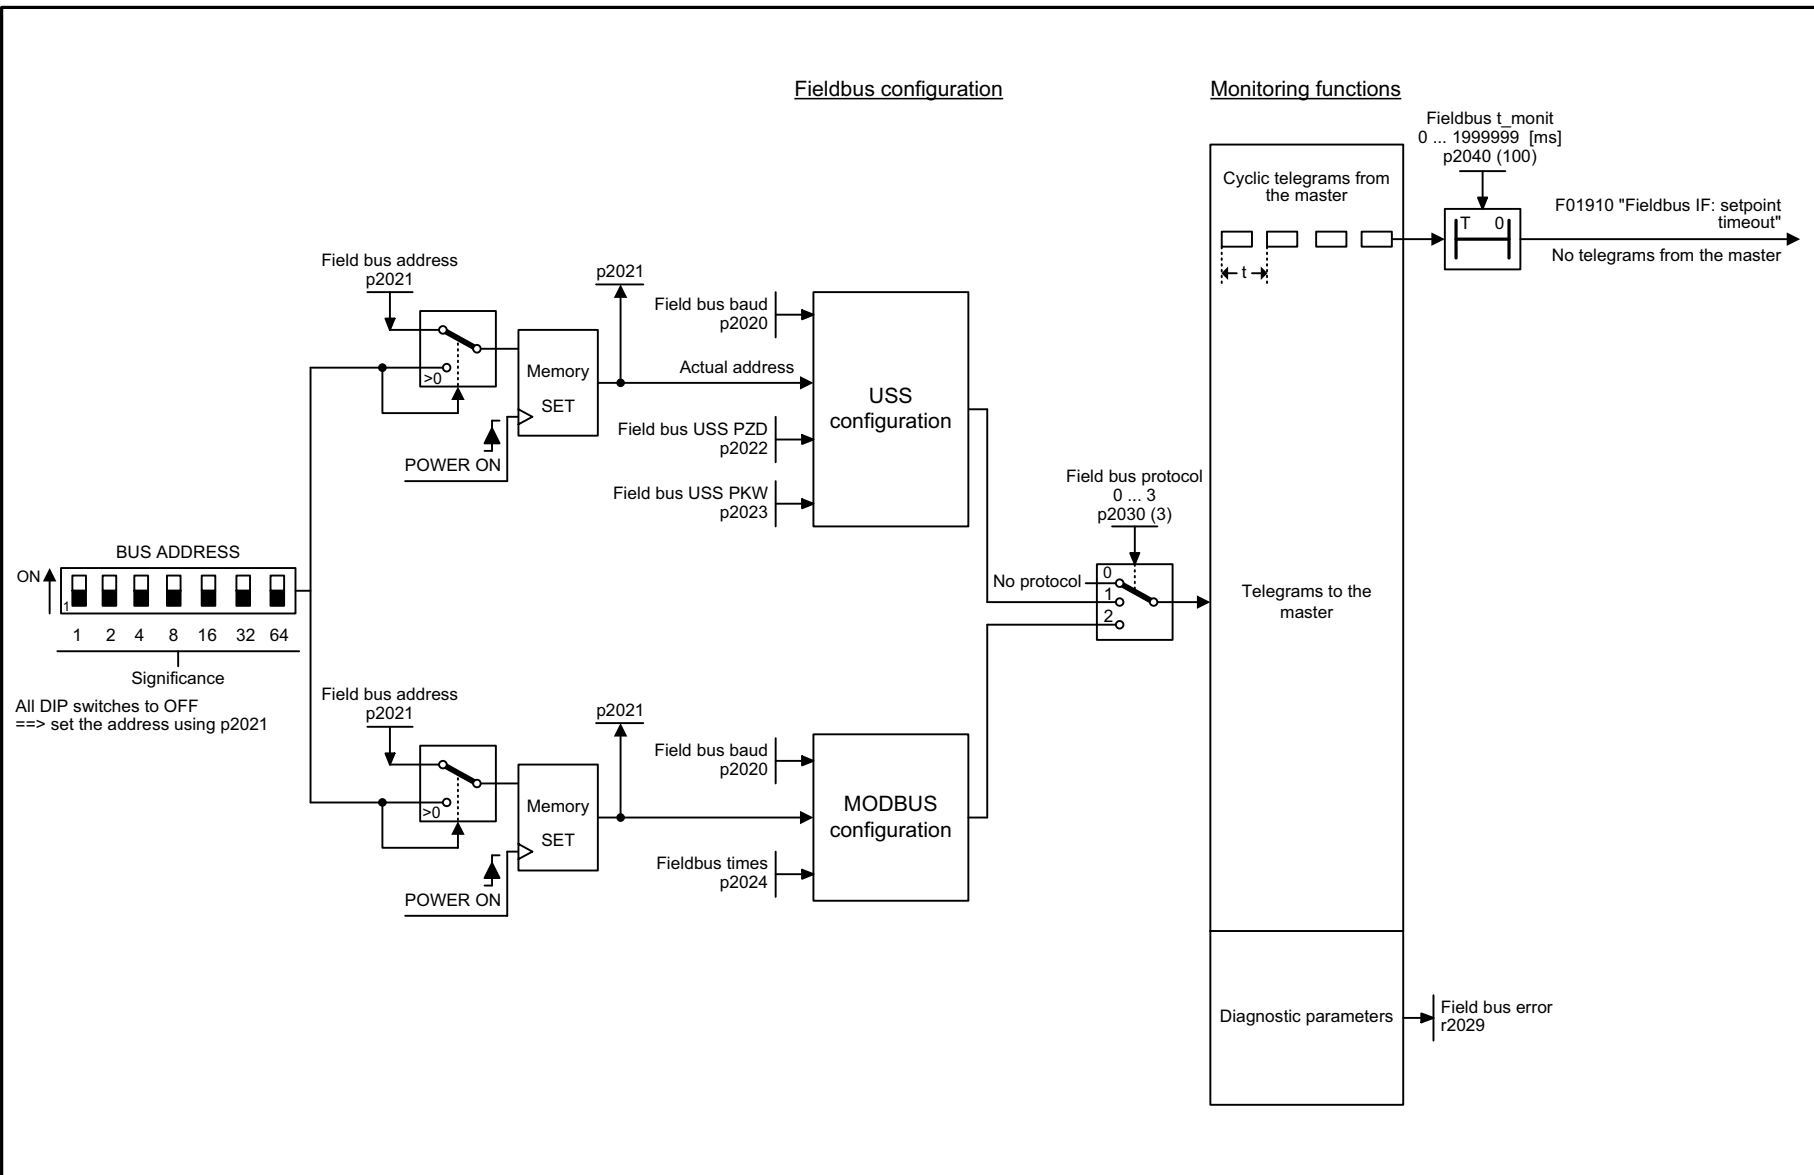 Fieldbus configuration
Monitoring functions
Fieldbus t_monit
0 ... 1999999 [ms]
p2040 (100)
Cyclic telegrams from
the master
T 0
F01910 "Fieldbus IF: setpoint
timeout"
No telegrams from the master
t
Field bus address
p2021
>0
Memory
SET
POWER ON
p2021
Field bus baud
p2020
Actual address
Field bus USS PZD
p2022
Field bus USS PKW
p2023
USS
configuration
Field bus protocol
0 ... 3
p2030 (3)
No protocol
0
1
2
Telegrams to the
master
BUS ADDRESS
ON
1
1 2 4 8 16 32 64
Significance
All DIP switches to OFF
==> set the address using p2021
Field bus address
p2021
>0
Memory
SET
POWER ON
p2021
Field bus baud
p2020
Fieldbus times
p2024
MODBUS
configuration
Diagnostic parameters
Field bus error
r2029